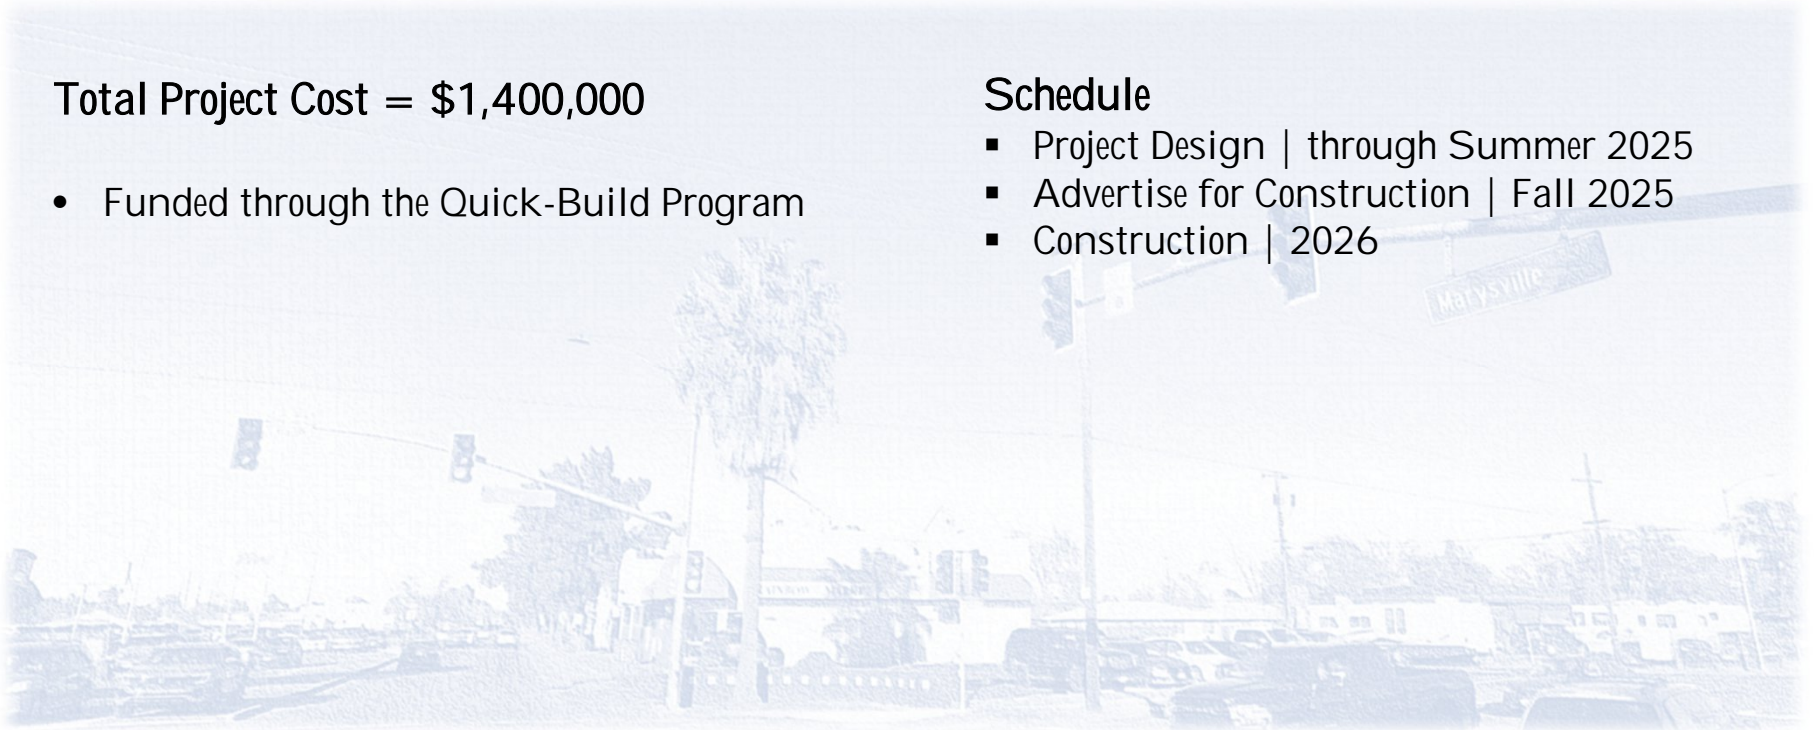 Total Project Cost = $1,400,000
• Funded through the Quick-Build Program
Schedule
▪ Project Design | through Summer 2025
▪ Advertise for Construction | Fall 2025
▪ Construction | 2026
Marysville